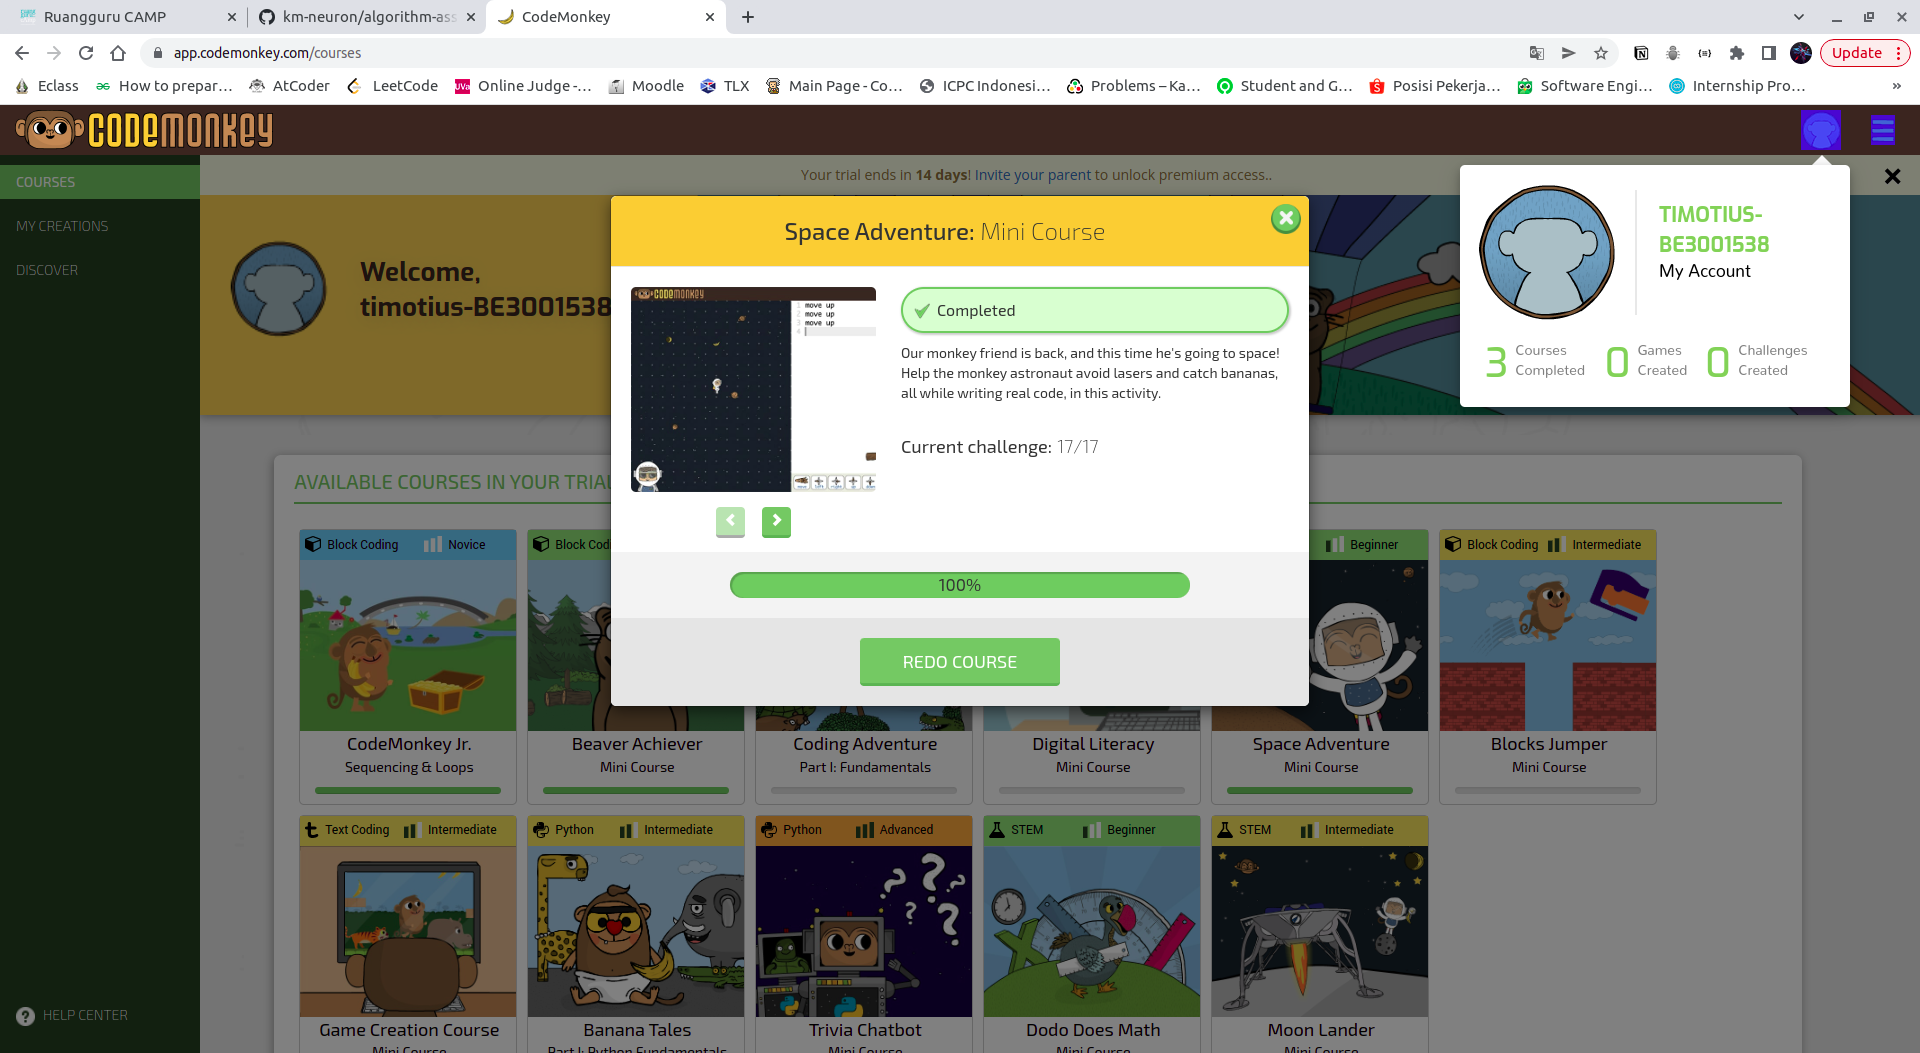 Ruangguru CAMP
km-neuron/algorithm-ass
CodeMonkey
app.codemonkey.com/courses
Update
Eclass
How to prepar…
AtCoder
LeetCode
Online Judge -…
Moodle
TLX
Main Page - Co…
ICPC Indonesi…
Problems – Ka…
Student and G…
Posisi Pekerja…
Software Engi…
Internship Pro…
»
CODEMONKEY
COURSES
MY CREATIONS
DISCOVER
HELP CENTER
Your trial ends in 14 days! Invite your parent to unlock premium access..
Welcome,
timotius-BE3001538
TIMOTIUS-
BE3001538
My Account
3 Courses Completed
0 Games Created
0 Challenges Created
Space Adventure: Mini Course
CODEMONKEY
move up
move up
move up
Completed
Our monkey friend is back, and this time he's going to space!
Help the monkey astronaut avoid lasers and catch bananas,
all while writing real code, in this activity.
Current challenge: 17/17
100%
REDO COURSE
AVAILABLE COURSES IN YOUR TRIAL
Block Coding Novice
CodeMonkey Jr.
Sequencing & Loops
Block Cod
Beaver Achiever
Mini Course
Coding Adventure
Part I: Fundamentals
Digital Literacy
Mini Course
Beginner
Space Adventure
Mini Course
Block Coding Intermediate
Blocks Jumper
Mini Course
Text Coding Intermediate
Game Creation Course
Mini Course
Python Intermediate
Banana Tales
Part I: Python Fundamentals
Python Advanced
Trivia Chatbot
Mini Course
STEM Beginner
Dodo Does Math
Mini Course
STEM Intermediate
Moon Lander
Mini Course